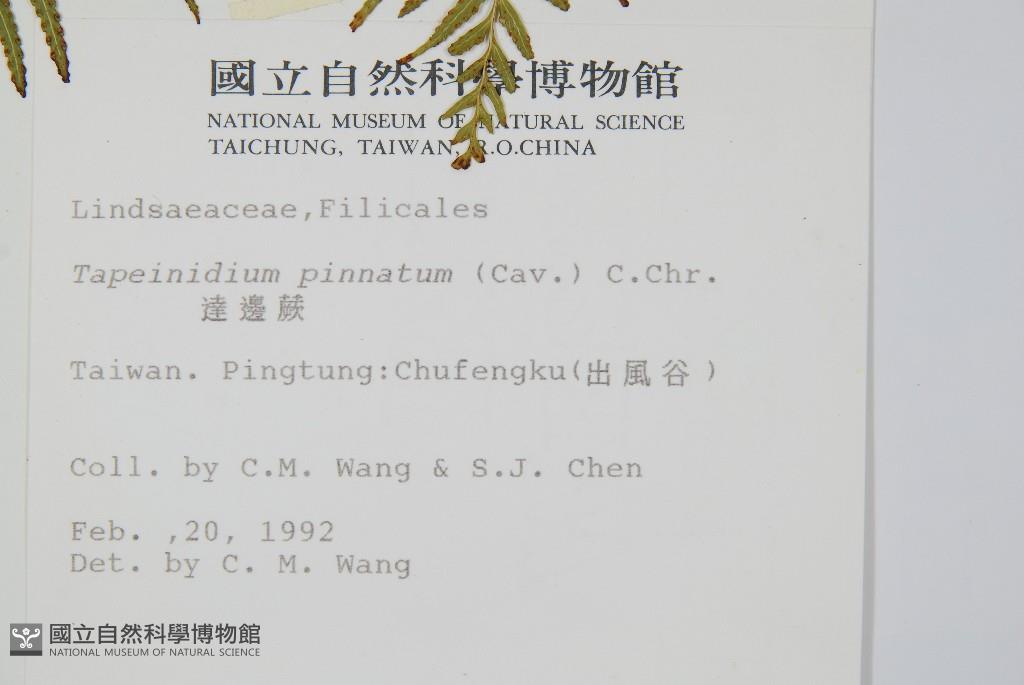 國立自然科學博物館
NATIONAL MUSEUM OF NATURAL SCIENCE
TAICHUNG, TAIWAN, R.O.CHINA
Lindsaeaceae,Filicales
Tapeinidium pinnatum (Cav.) C.Chr.
達邊蕨
Taiwan. Pingtung:Chufengku(出風谷)
Coll. by C.M. Wang & S.J. Chen
Feb. ,20, 1992
Det. by C. M. Wang
國立自然科學博物館
NATIONAL MUSEUM OF NATURAL SCIENCE